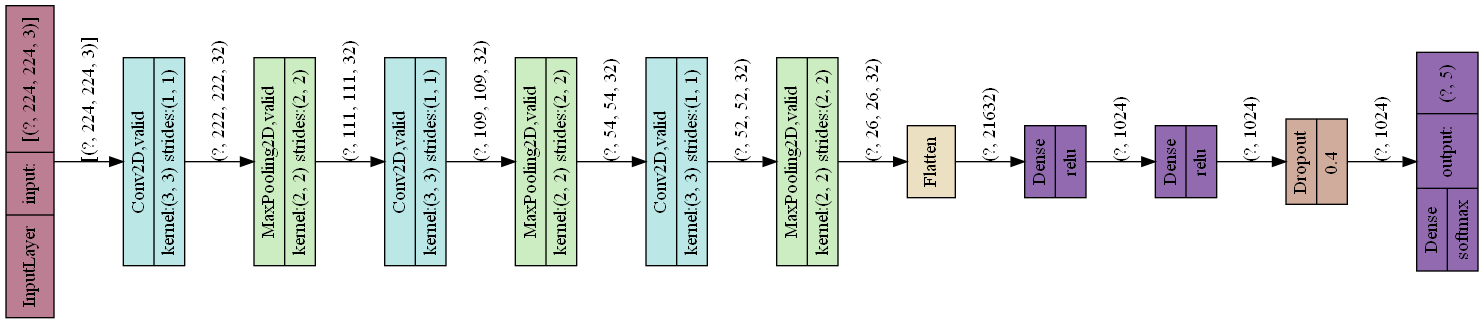 InputLayer
input:
[(?, 224, 224, 3)]
[(?, 224, 224, 3)]
Conv2D,valid
kernel:(3, 3) strides:(1, 1)
(?, 222, 222, 32)
MaxPooling2D,valid
kernel:(2, 2) strides:(2, 2)
(?, 111, 111, 32)
Conv2D,valid
kernel:(3, 3) strides:(1, 1)
(?, 109, 109, 32)
MaxPooling2D,valid
kernel:(2, 2) strides:(2, 2)
(?, 54, 54, 32)
Conv2D,valid
kernel:(3, 3) strides:(1, 1)
(?, 52, 52, 32)
MaxPooling2D,valid
kernel:(2, 2) strides:(2, 2)
(?, 26, 26, 32)
Flatten
(?, 21632)
Dense
relu
(?, 1024)
Dense
relu
(?, 1024)
Dropout
0.4
(?, 1024)
Dense
softmax
output:
(?, 5)